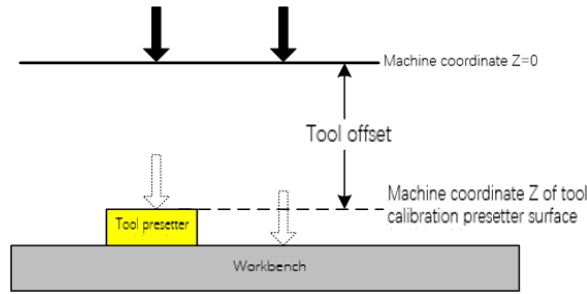 Machine coordinate Z=0
Tool offset
Machine coordinate Z of tool
calibration presetter surface
Tool presetter
Workbench